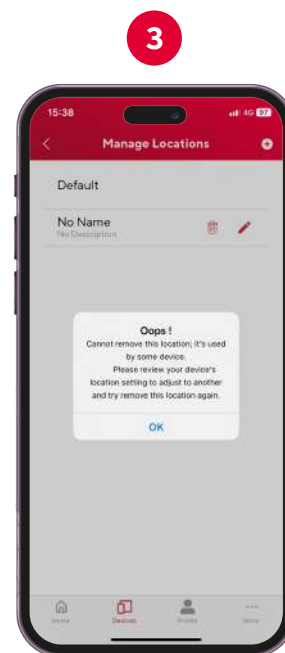 3
15:38
4G 97
Manage Locations
Default
No Name
No Description
Oops !
Cannot remove this location; it's used
by some device.
Please review your device's
location setting to adjust to another
and try remove this location again.
OK
Home Devices Profile More